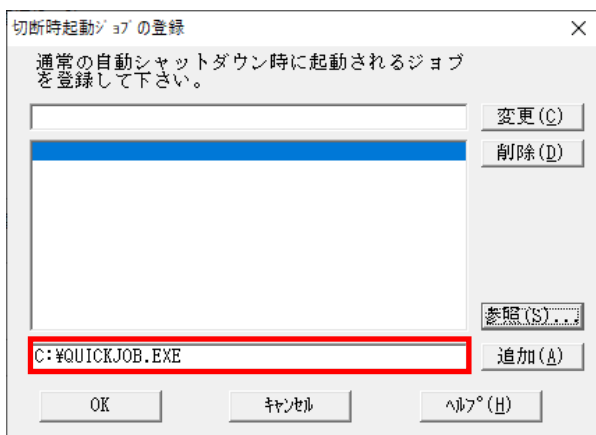 切断時起動ｼﾞｮﾌﾞの登録
通常の自動シャットダウン時に起動されるジョブ
を登録して下さい。
変更(C)
削除(D)
参照(S)...
C:¥QUICKJOB.EXE
追加(A)
OK
ｷｬﾝｾﾙ
ﾍﾙﾌﾟ(H)